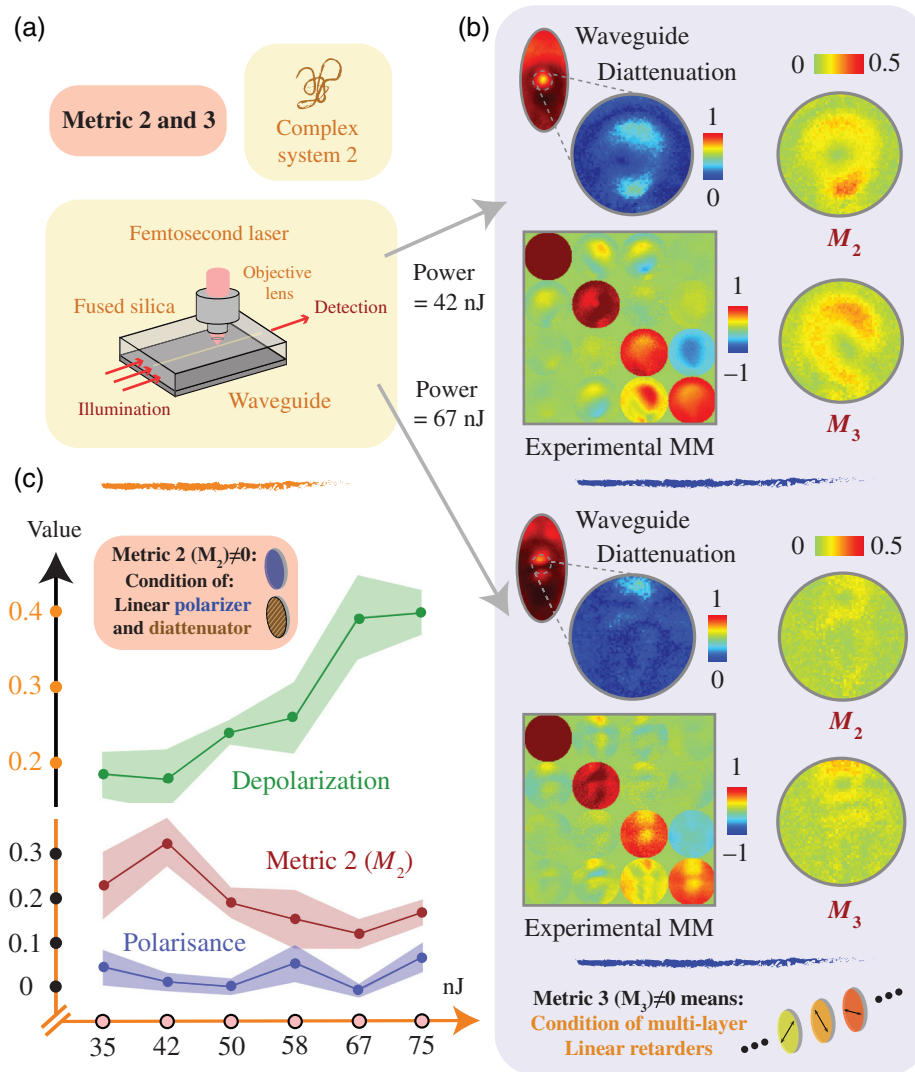 (a)
Metric 2 and 3
Complex
system 2
Femtosecond laser
Fused silica
Objective
lens
Detection
Illumination
Waveguide
Power
= 42 nJ
Power
= 67 nJ
(b)
Waveguide
Diattenuation
1
0
0 0.5
M₂
Experimental MM
1
−1
M₃
Waveguide
Diattenuation
1
0
0 0.5
M₂
Experimental MM
1
−1
M₃
Metric 3 (M₃)≠0 means:
Condition of multi-layer
Linear retarders
(c)
Value
Metric 2 (M₂)≠0:
Condition of:
Linear polarizer
and diattenuator
0.4
0.3
0.2
Depolarization
0.3
0.2
0.1
0
Metric 2 (M₂)
Polarisance
nJ
35 42 50 58 67 75